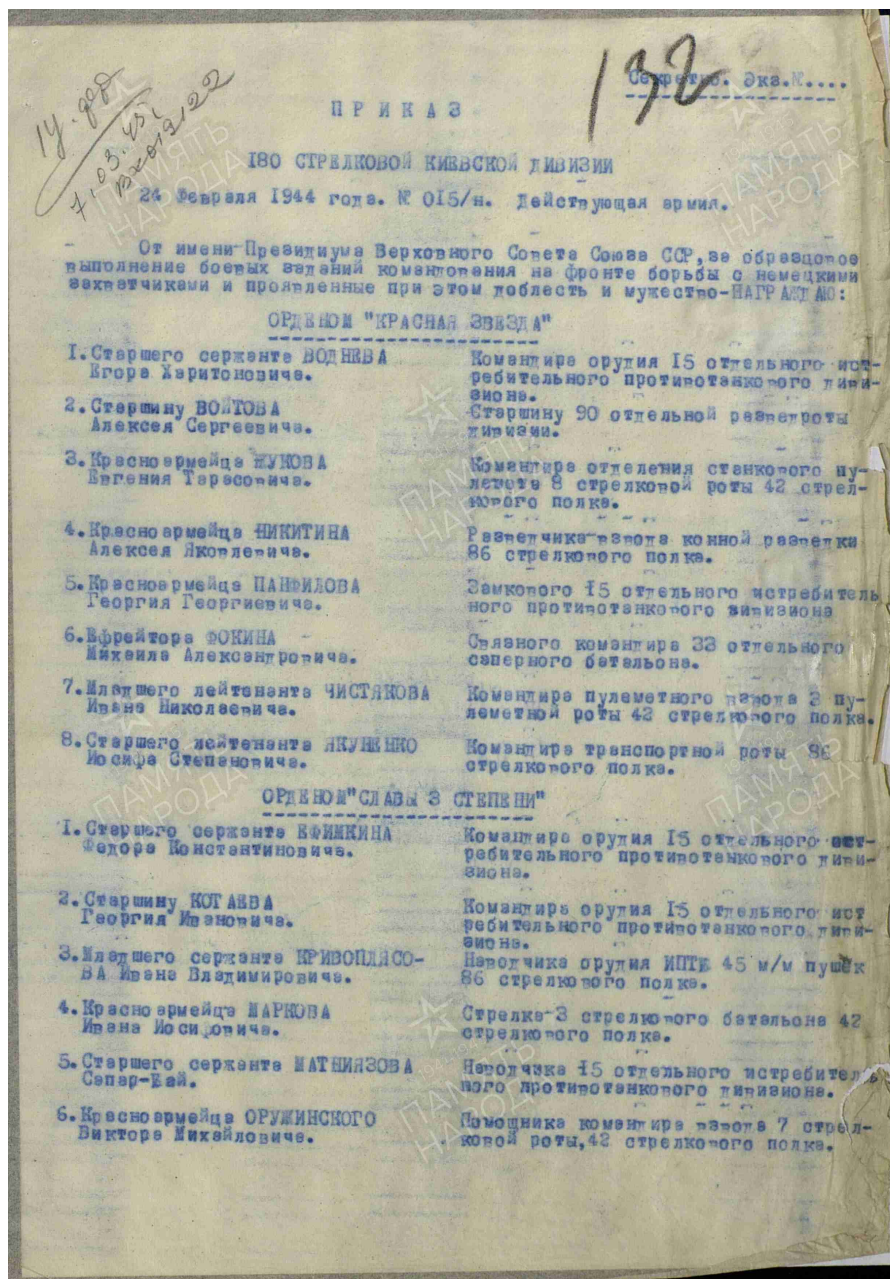 132
Секретно. Экз.№....
1у. 
7.03.45г
вх019122
П Р И К А З
180 СТРЕЛКОВОЙ КИЕВСКОЙ ДИВИЗИИ
24 Февраля 1944 года. № 015/н. Действующая армия.
От имени Президиума Верховного Совета Союза ССР,за образцовое
выполнение боевых заданий командования на фронте борьбы с немецкими
захватчиками и проявленные при этом доблесть и мужество-НАГРАЖДАЮ:
ОРДЕНОМ "КРАСНАЯ ЗВЕЗДА"
1.Старшего сержанта ВОДНЕВА Командира орудия 15 отдельного ист-
Егора Харитоновича. ребительного противотанкового диви-
зиона.
2.Старшину ВОЙТОВА Старшину 90 отдельной разведроты
Алексея Сергеевича. дивизии.
3.Красноармейца ЖУКОВА Командира отделения станкового пу-
Евгения Тарасовича. лемета 8 стрелковой роты 42 стрел-
кового полка.
4.Красноармейца НИКИТИНА Разведчика взвода конной разведки
Алексея Яковлевича. 86 стрелкового полка.
5.Красноармейца ПАНФИЛОВА Замкового 15 отдельного истребитель
Георгия Георгиевича. ного противотанкового дивизиона
6.Ефрейтора ФОКИНА Связного командира 33 отдельного
Михаила Александровича. саперного батальона.
7.Младшего лейтенанта ЧИСТЯКОВА Командира пулеметного взвода 3 пу-
Ивана Николаевича. леметной роты 42 стрелкового полка.
8.Старшего лейтенанта ЯКУНЕНКО Командира транспортной роты 86
Иосифа Степановича. стрелкового полка.
ОРДЕНОМ"СЛАВЫ 3 СТЕПЕНИ"
1.Старшего сержанта ЕФИМКИНА Командира орудия 15 отдельного ист-
Федора Константиновича. ребительного противотанкового диви-
зиона.
2.Старшину КОТАЕВА Командира орудия 15 отдельного ист
Георгия Ивановича. ребительного противотанкового диви-
зиона.
3.Младшего сержанта КРИВОПЛЯСО- Наводчика орудия ИПТБ 45 м/м пушек
ВА Ивана Владимировича. 86 стрелкового полка.
4.Красноармейца МАРКОВА Стрелка 3 стрелкового батальона 42
Ивана Иосифовича. стрелкового полка.
5.Старшего сержанта МАТНИЯЗОВА Наводчика 15 отдельного истребитель
Сапар-Бай. ного противотанкового дивизиона.
6.Красноармейца ОРУЖИНСКОГО Помощника командира взвода 7 стрел-
Виктора Михайловича. ковой роты,42 стрелкового полка.
ПАМЯТЬ НАРОДА